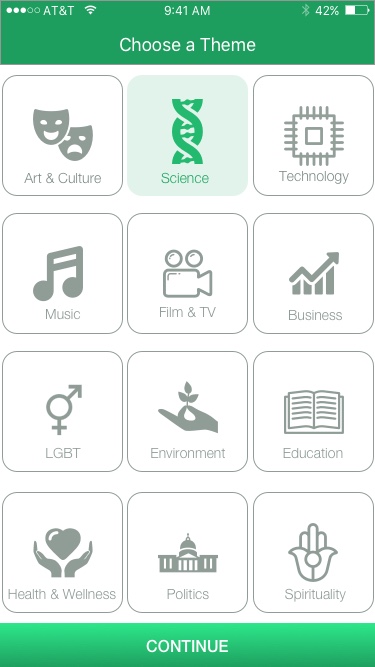 AT&T 9:41 AM 42%
Choose a Theme
Art & Culture Science Technology
Music Film & TV Business
LGBT Environment Education
Health & Wellness Politics Spirituality
CONTINUE